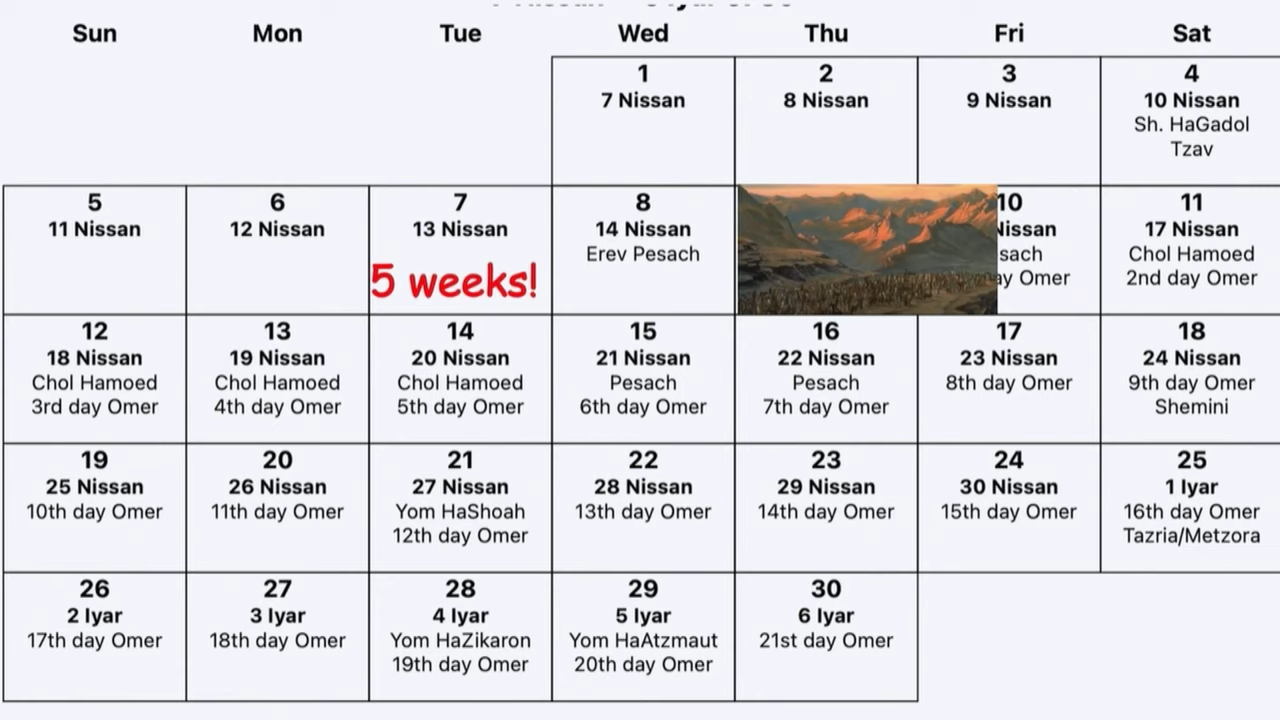 Sun Mon Tue Wed Thu Fri Sat
1
7 Nissan
2
8 Nissan
3
9 Nissan
4
10 Nissan
Sh. HaGadol
Tzav
5
11 Nissan
6
12 Nissan
7
13 Nissan
5 weeks!
8
14 Nissan
Erev Pesach
10
Nissan
sach
ay Omer
11
17 Nissan
Chol Hamoed
2nd day Omer
12
18 Nissan
Chol Hamoed
3rd day Omer
13
19 Nissan
Chol Hamoed
4th day Omer
14
20 Nissan
Chol Hamoed
5th day Omer
15
21 Nissan
Pesach
6th day Omer
16
22 Nissan
Pesach
7th day Omer
17
23 Nissan
8th day Omer
18
24 Nissan
9th day Omer
Shemini
19
25 Nissan
10th day Omer
20
26 Nissan
11th day Omer
21
27 Nissan
Yom HaShoah
12th day Omer
22
28 Nissan
13th day Omer
23
29 Nissan
14th day Omer
24
30 Nissan
15th day Omer
25
1 Iyar
16th day Omer
Tazria/Metzora
26
2 Iyar
17th day Omer
27
3 Iyar
18th day Omer
28
4 Iyar
Yom HaZikaron
19th day Omer
29
5 Iyar
Yom HaAtzmaut
20th day Omer
30
6 Iyar
21st day Omer